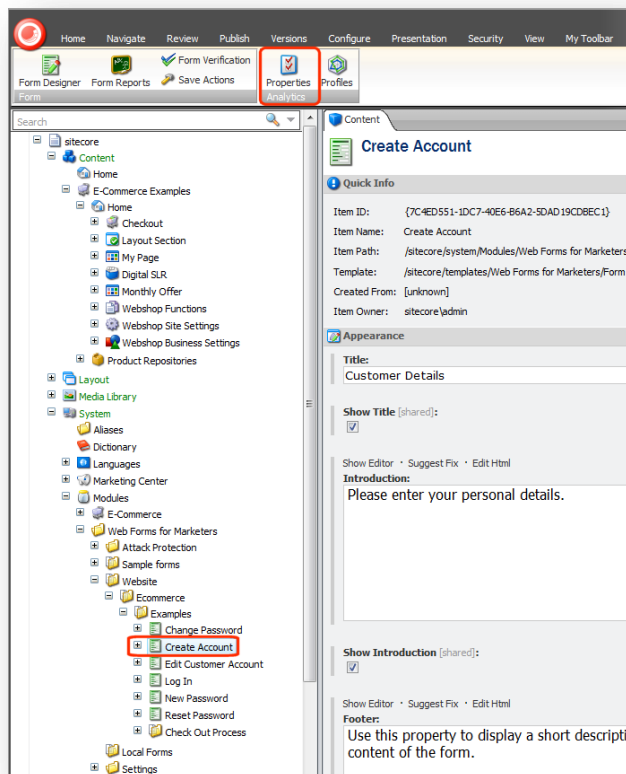 Home Navigate Review Publish Versions Configure Presentation Security View My Toolbar
Form Designer Form Reports Form Verification Save Actions Properties Profiles
Form Analytics
Search
Content
sitecore
Content
Home
E-Commerce Examples
Home
Checkout
Layout Section
My Page
Digital SLR
Monthly Offer
Webshop Functions
Webshop Site Settings
Webshop Business Settings
Product Repositories
Layout
Media Library
System
Aliases
Dictionary
Languages
Marketing Center
Modules
E-Commerce
Web Forms for Marketers
Attack Protection
Sample forms
Website
Ecommerce
Examples
Change Password
Create Account
Edit Customer Account
Log In
New Password
Reset Password
Check Out Process
Local Forms
Settings
Create Account
Quick Info
Item ID: {7C4ED551-1DC7-40E6-B6A2-5DAD19CDBEC1}
Item Name: Create Account
Item Path: /sitecore/system/Modules/Web Forms for Marketers
Template: /sitecore/templates/Web Forms for Marketers/Form
Created From: [unknown]
Item Owner: sitecore\admin
Appearance
Title:
Customer Details
Show Title [shared]:
Show Editor · Suggest Fix · Edit Html
Introduction:
Please enter your personal details.
Show Introduction [shared]:
Show Editor · Suggest Fix · Edit Html
Footer:
Use this property to display a short descripti
content of the form.